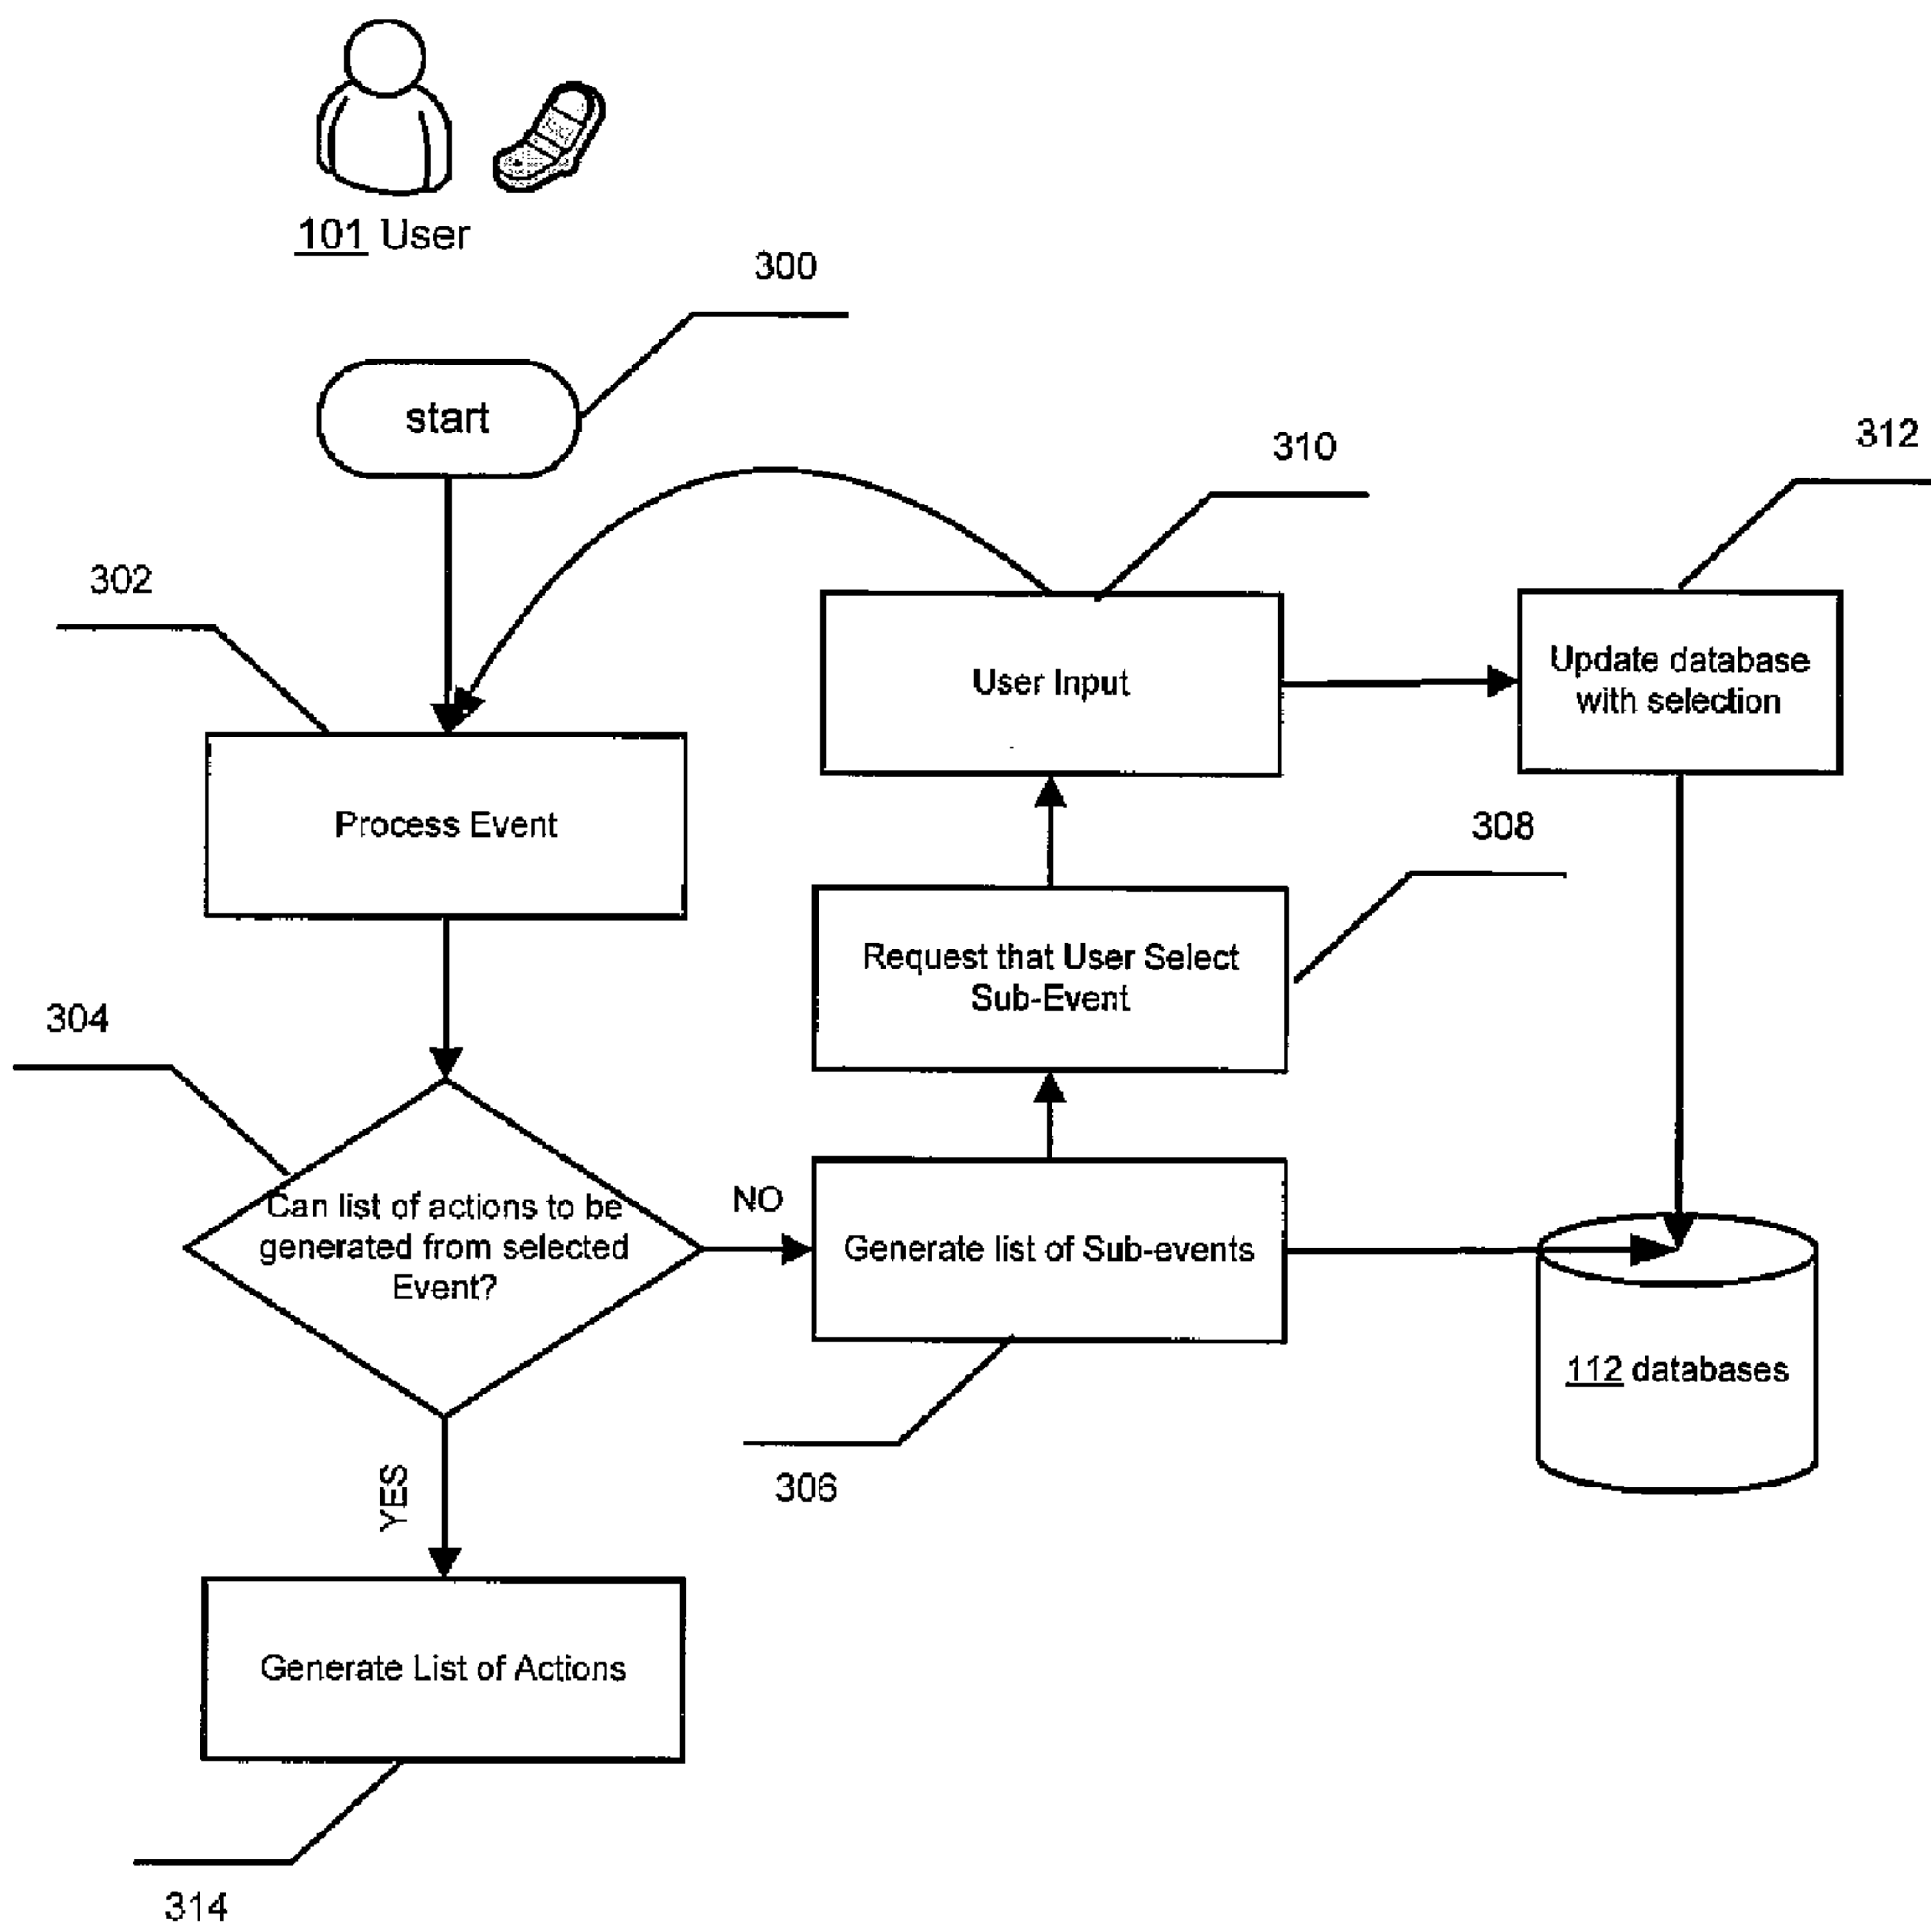 101 User
300
start
310
312
302
User Input
Update database
with selection
Process Event
308
Request that User Select
Sub-Event
304
Can list of actions to be
generated from selected
Event?
NO
Generate list of Sub-events
112 databases
306
YES
Generate List of Actions
314